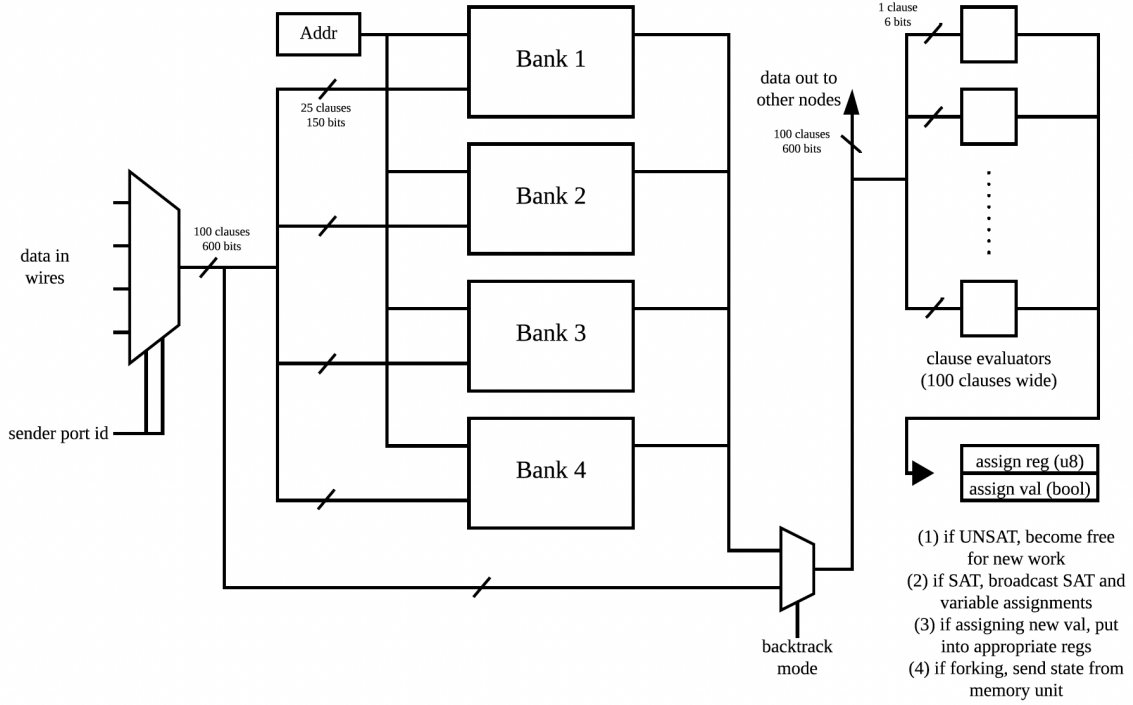 1 clause
6 bits
Addr
Bank 1
25 clauses
150 bits
data out to
other nodes
100 clauses
600 bits
Bank 2
100 clauses
600 bits
data in
wires
Bank 3
clause evaluators
(100 clauses wide)
sender port id
Bank 4
assign reg (u8)
assign val (bool)
(1) if UNSAT, become free
for new work
(2) if SAT, broadcast SAT and
variable assignments
(3) if assigning new val, put
into appropriate regs
(4) if forking, send state from
memory unit
backtrack
mode